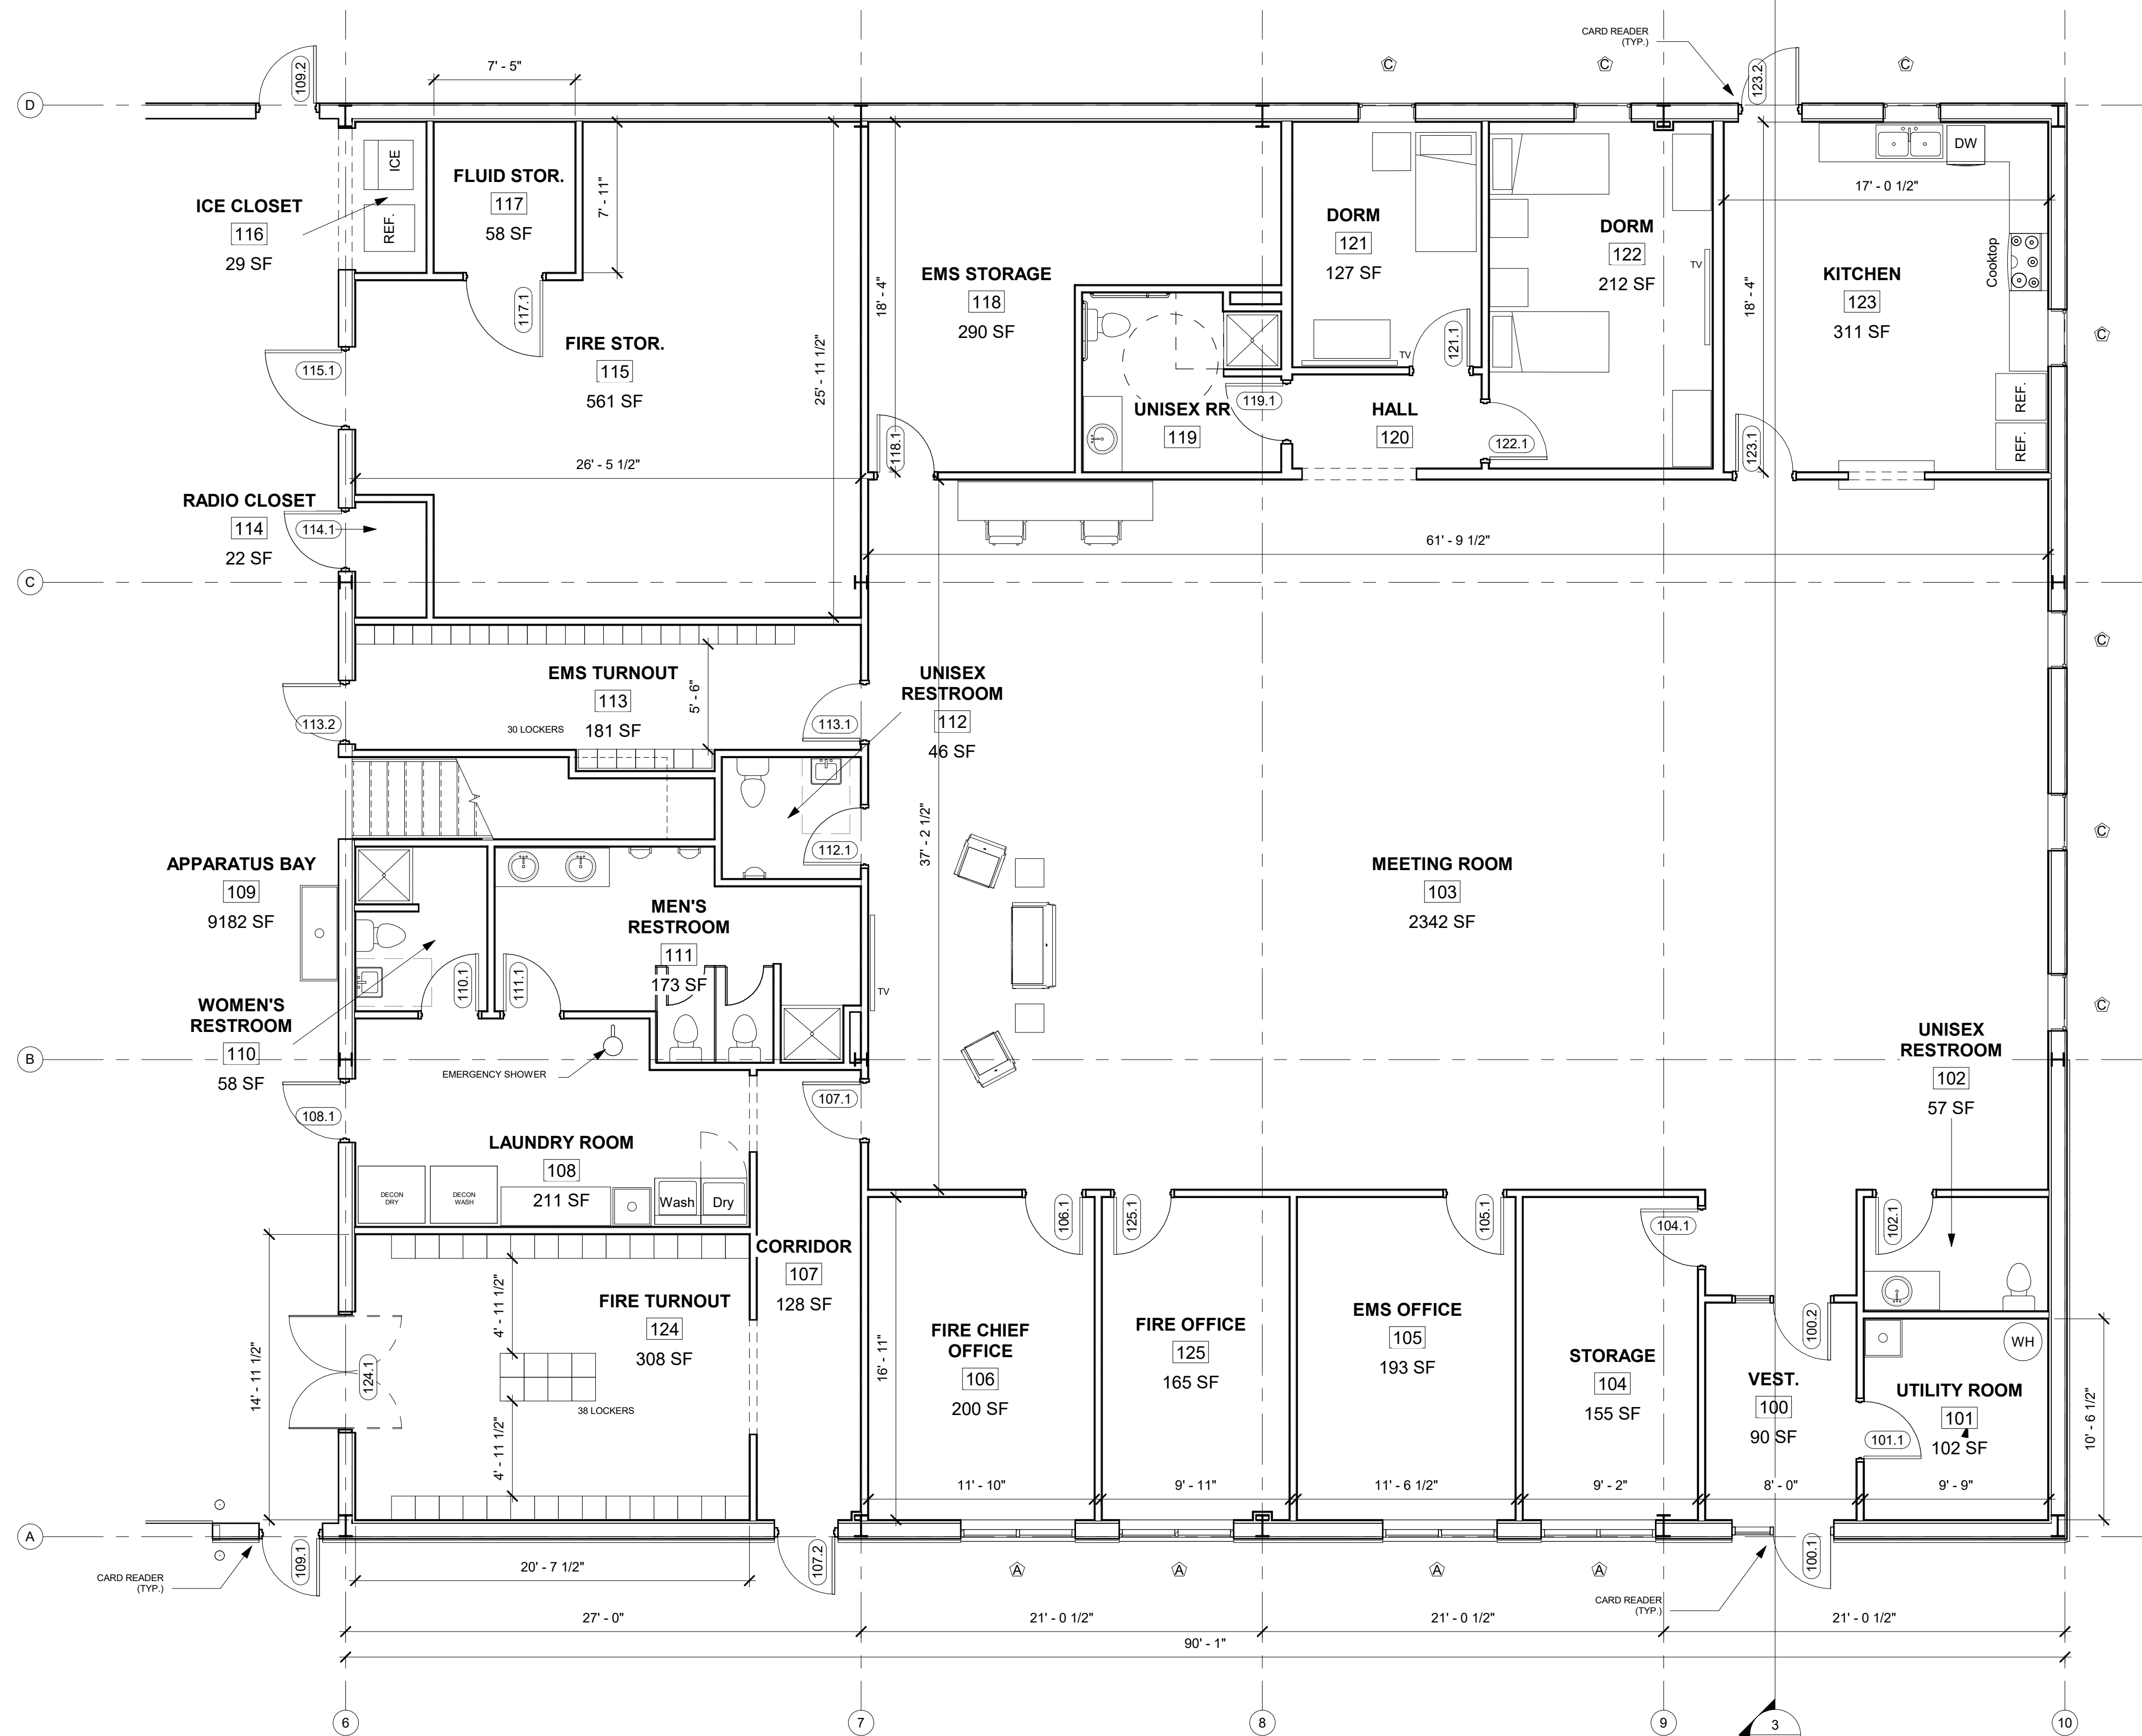 CARD READER
(TYP.)
109.2
7' - 5"
C
C
123.2
C
D
ICE
REF.
FLUID STOR.
117
58 SF
7' - 11"
ICE CLOSET
116
29 SF
117.1
FIRE STOR.
115
561 SF
115.1
25' - 11 1/2"
26' - 5 1/2"
18' - 4"
EMS STORAGE
118
290 SF
118.1
UNISEX RR
119
119.1
DORM
121
127 SF
TV
121.1
HALL
120
DORM
122
212 SF
TV
122.1
DW
17' - 0 1/2"
18' - 4"
KITCHEN
123
311 SF
Cooktop
REF.
REF.
123.1
C
RADIO CLOSET
114
22 SF
114.1
61' - 9 1/2"
C
C
EMS TURNOUT
113
181 SF
30 LOCKERS
5' - 6"
113.2
113.1
UNISEX
RESTROOM
112
46 SF
112.1
37' - 2 1/2"
C
MEETING ROOM
103
2342 SF
APPARATUS BAY
109
9182 SF
MEN'S
RESTROOM
111
173 SF
110.1
111.1
TV
WOMEN'S
RESTROOM
110
58 SF
C
UNISEX
RESTROOM
102
57 SF
B
EMERGENCY SHOWER
108.1
107.1
LAUNDRY ROOM
108
211 SF
DECON
DRY
DECON
WASH
Wash
Dry
106.1
125.1
105.1
104.1
102.1
CORRIDOR
107
128 SF
14' - 11 1/2"
4' - 11 1/2"
FIRE TURNOUT
124
308 SF
38 LOCKERS
4' - 11 1/2"
124.1
16' - 11"
FIRE CHIEF
OFFICE
106
200 SF
FIRE OFFICE
125
165 SF
EMS OFFICE
105
193 SF
STORAGE
104
155 SF
100.2
VEST.
100
90 SF
WH
UTILITY ROOM
101
102 SF
101.1
10' - 6 1/2"
11' - 10"
9' - 11"
11' - 6 1/2"
9' - 2"
8' - 0"
9' - 9"
A
CARD READER
(TYP.)
109.1
20' - 7 1/2"
107.2
A
A
A
A
100.1
CARD READER
(TYP.)
27' - 0"
21' - 0 1/2"
21' - 0 1/2"
21' - 0 1/2"
90' - 1"
6
7
8
9
3
10